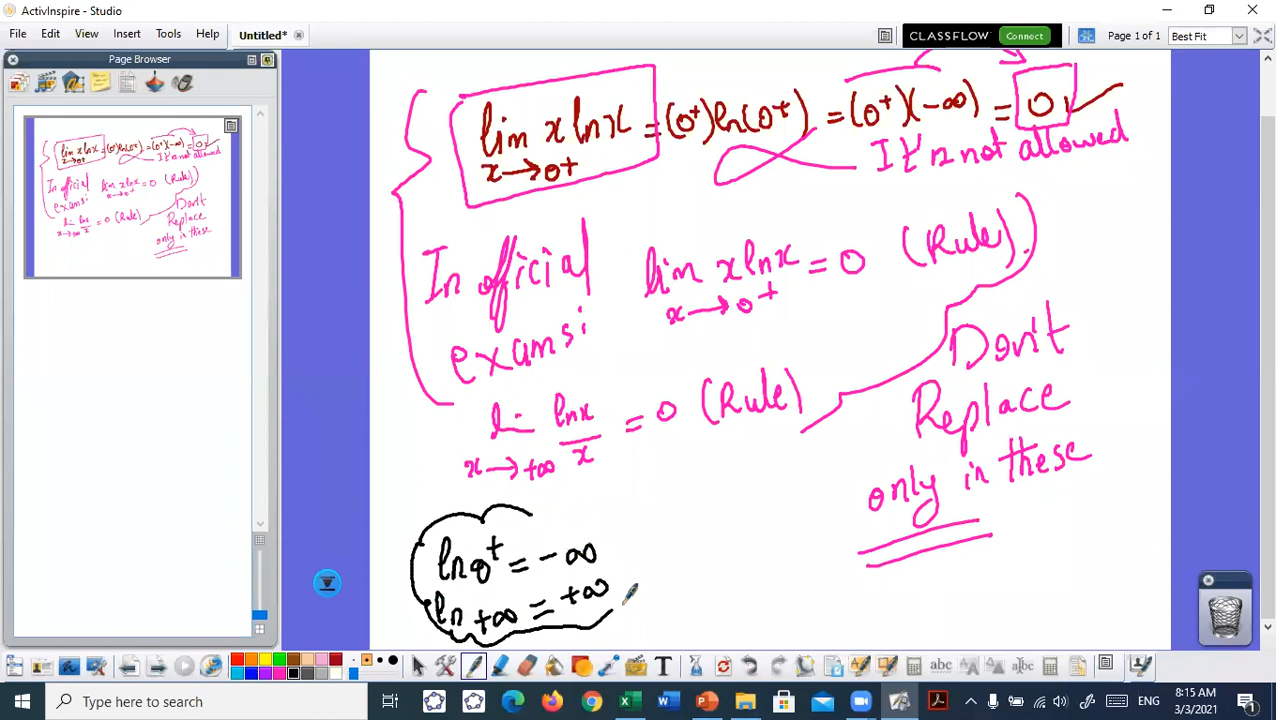 ActivInspire - Studio
File Edit View Insert Tools Help Untitled*
CLASSFLOW Connect Page 1 of 1 Best Fit
Page Browser
lim x ln x = (0+) ln(0+) = (0+)(-∞) = 0
x→0+
It is not allowed
In official exams:
lim x ln x = 0 (Rule)
x→0+
lim ln x / x = 0 (Rule)
x→+∞
Don't
Replace
only in these
ln 0+ = -∞
ln +∞ = +∞
abc
Type here to search
ENG
8:15 AM
3/3/2021